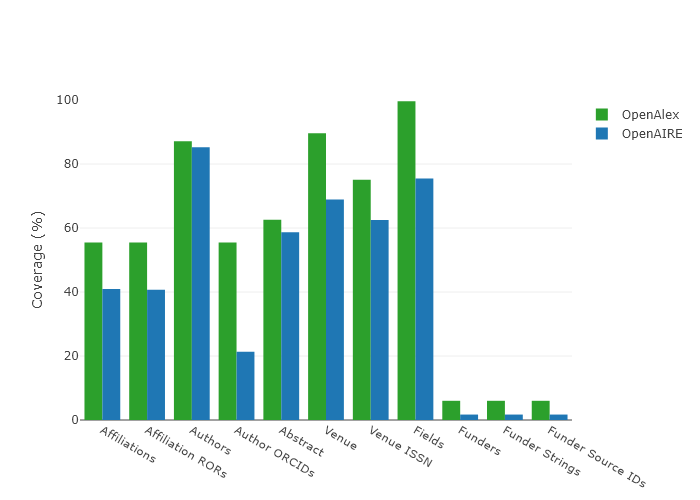 OpenAlex
OpenAIRE
Coverage (%)
100
80
60
40
20
0
Affiliations
Affiliation RORs
Authors
Author ORCIDs
Abstract
Venue
Venue ISSN
Fields
Funders
Funder Strings
Funder Source IDs